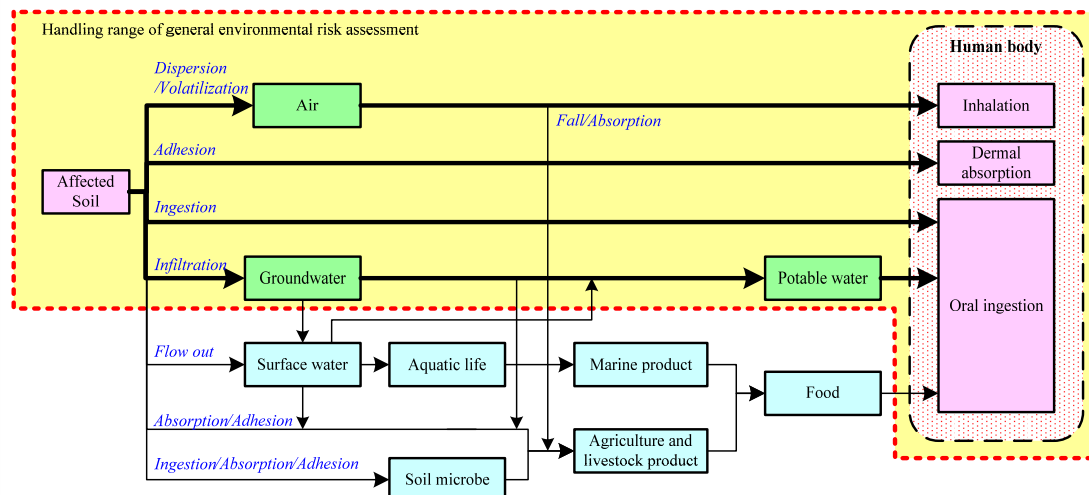 Handling range of general environmental risk assessment
Human body
Dispersion
/Volatilization
Air
Fall/Absorption
Inhalation
Adhesion
Dermal
absorption
Affected
Soil
Ingestion
Infiltration
Groundwater
Potable water
Oral ingestion
Flow out
Surface water
Aquatic life
Marine product
Food
Absorption/Adhesion
Agriculture and
livestock product
Ingestion/Absorption/Adhesion
Soil microbe